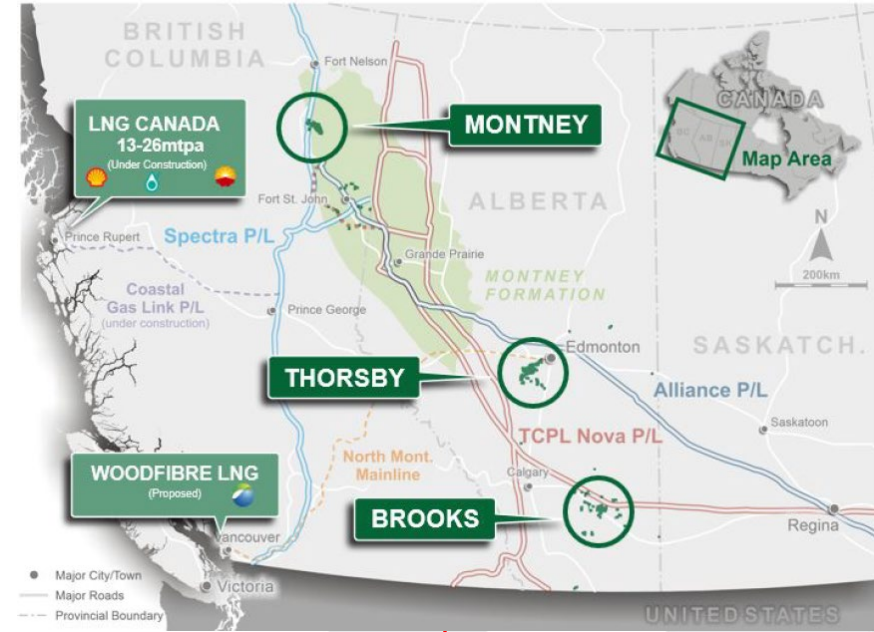 BRITISH
COLUMBIA
Fort Nelson
LNG CANADA
13-26mtpa
(Under Construction)
MONTNEY
CANADA
BC
AB
SK
Map Area
Fort St. John
ALBERTA
N
200km
Prince Rupert
Spectra P/L
Grande Prairie
Coastal
Gas Link P/L
(under construction)
MONTNEY
FORMATION
Prince George
SASKATCH.
Edmonton
THORSBY
Alliance P/L
TCPL Nova P/L
Saskatoon
North Mont.
Mainline
Calgary
WOODFIBRE LNG
(Proposed)
BROOKS
Regina
Vancouver
Major City/Town
Major Roads
Provincial Boundary
Victoria
UNITED STATES